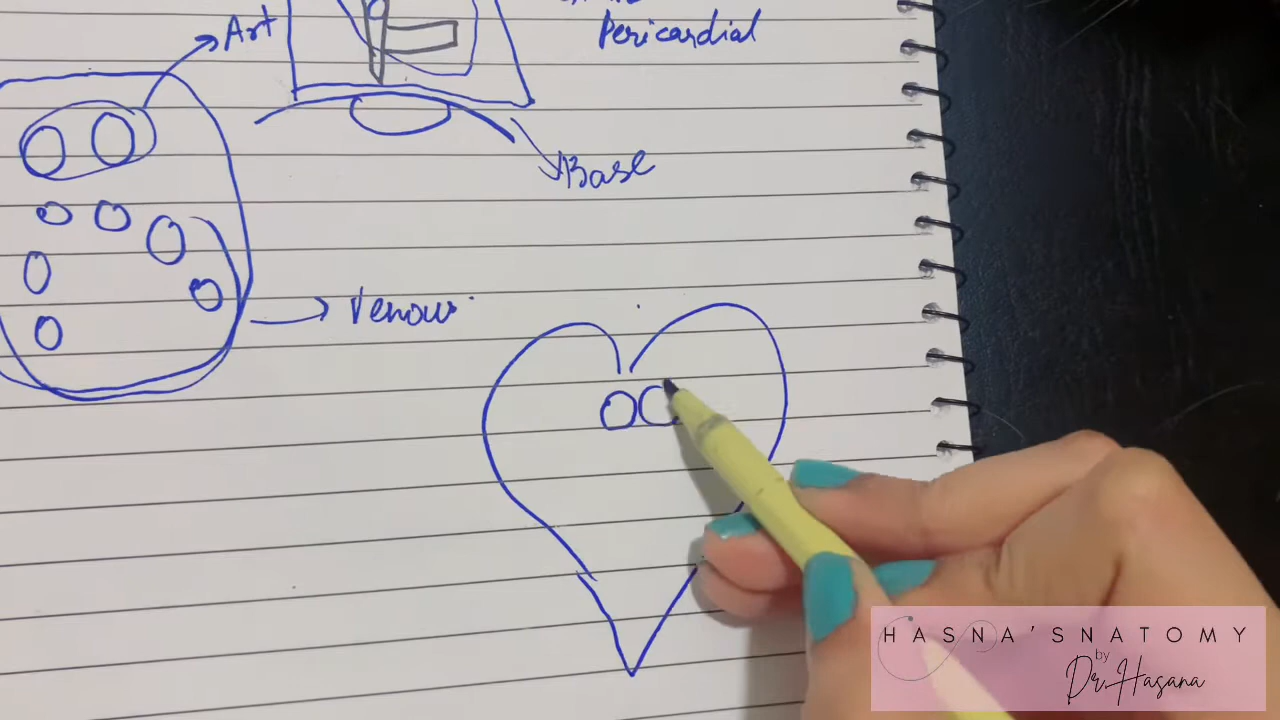 Art
Pericardial
Base
Venous
HASNA'SNATOMY
by
Dr.Hasana